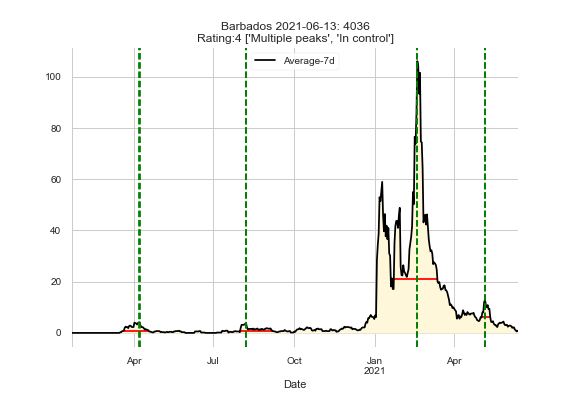 Barbados 2021-06-13: 4036
Rating:4 ['Multiple peaks', 'In control']
Average-7d
100
80
60
40
20
0
Apr Jul Oct Jan Apr
2021
Date